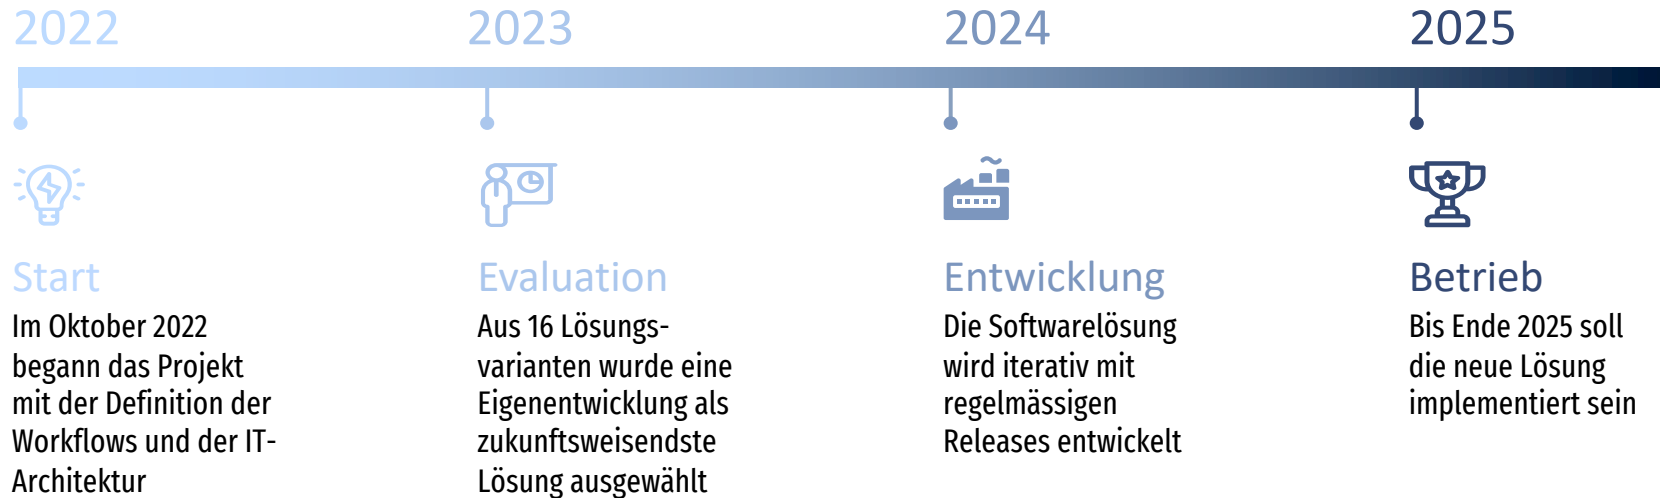 2022
2023
2024
2025
Start
Im Oktober 2022
begann das Projekt
mit der Definition der
Workflows und der IT-
Architektur
Evaluation
Aus 16 Lösungs-
varianten wurde eine
Eigenentwicklung als
zukunftsweisendste
Lösung ausgewählt
Entwicklung
Die Softwarelösung
wird iterativ mit
regelmässigen
Releases entwickelt
Betrieb
Bis Ende 2025 soll
die neue Lösung
implementiert sein